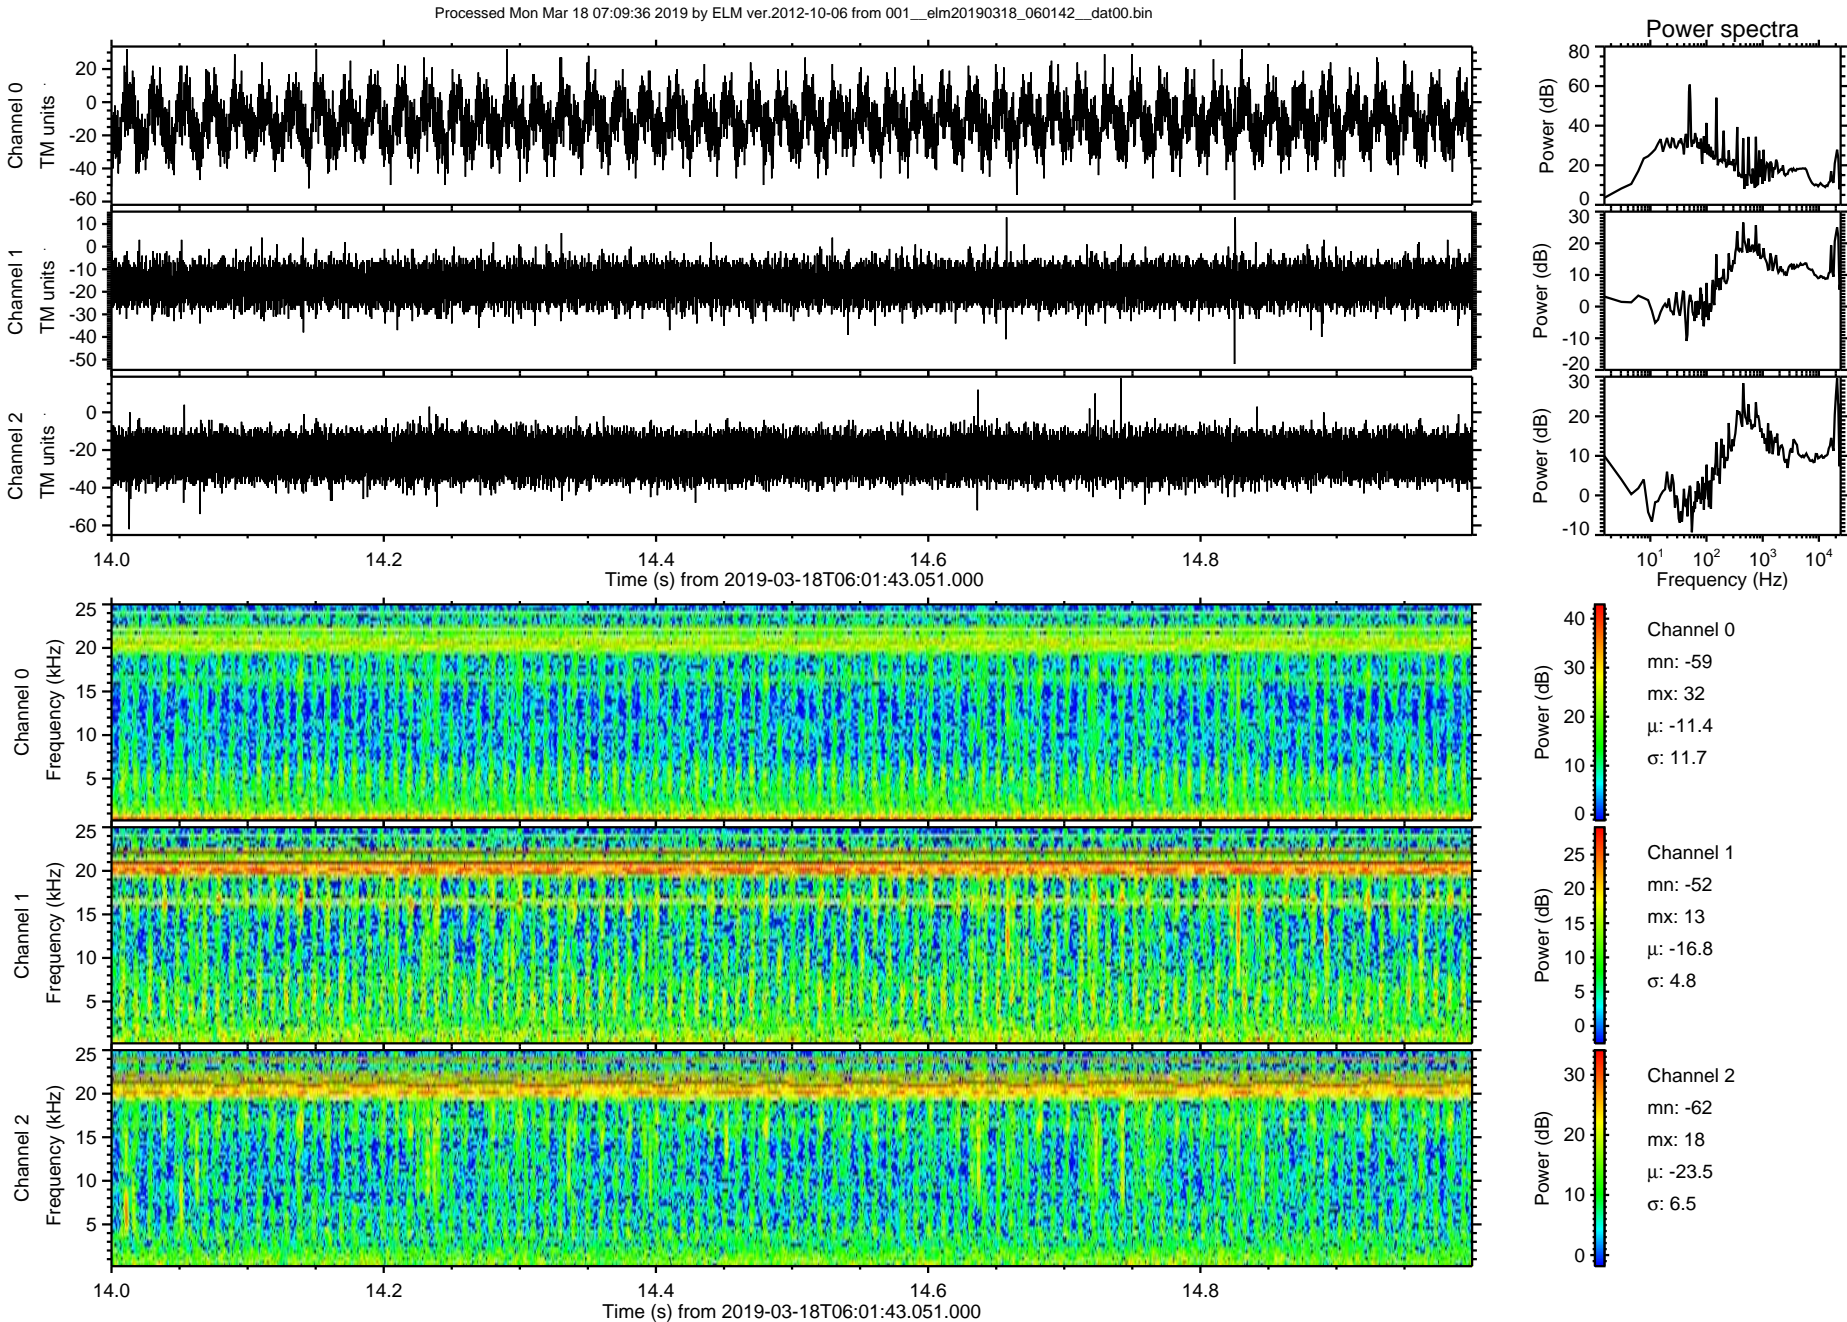 Processed Mon Mar 18 07:09:36 2019 by ELM ver.2012-10-06 from 001__elm20190318_060142__dat00.bin
Power spectra
Channel 0
TM units
20
0
-20
-40
-60
Power (dB)
80
60
40
20
0
Channel 1
TM units
10
0
-10
-20
-30
-40
-50
Power (dB)
30
20
10
0
-10
-20
Channel 2
TM units
0
-20
-40
-60
Power (dB)
30
20
10
0
-10
14.0 14.2 14.4 14.6 14.8
Time (s) from 2019-03-18T06:01:43.051.000
10^1 10^2 10^3 10^4
Frequency (Hz)
Channel 0
Frequency (kHz)
25
20
15
10
5
Power (dB)
40
30
20
10
0
Channel 0
mn: -59
mx: 32
μ: -11.4
σ: 11.7
Channel 1
Frequency (kHz)
25
20
15
10
5
Power (dB)
25
20
15
10
5
0
Channel 1
mn: -52
mx: 13
μ: -16.8
σ: 4.8
Channel 2
Frequency (kHz)
25
20
15
10
5
Power (dB)
30
20
10
0
Channel 2
mn: -62
mx: 18
μ: -23.5
σ: 6.5
14.0 14.2 14.4 14.6 14.8
Time (s) from 2019-03-18T06:01:43.051.000